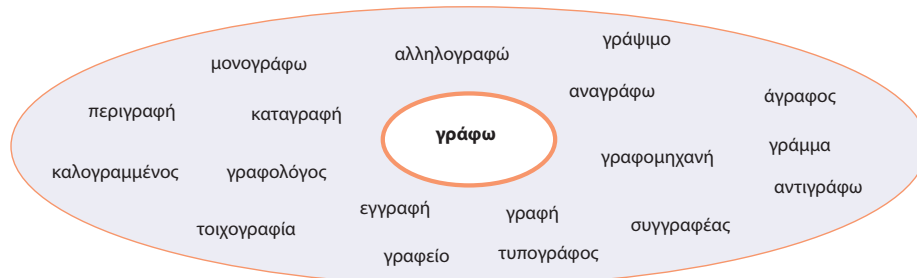 γράψιμο
μονογράφω αλληλογραφώ
αναγράφω
περιγραφή καταγραφή άγραφος
γράφω
γραφομηχανή γράμμα
καλογραμμένος γραφολόγος
αντιγράφω
εγγραφή γραφή
τοιχογραφία συγγραφέας
γραφείο τυπογράφος